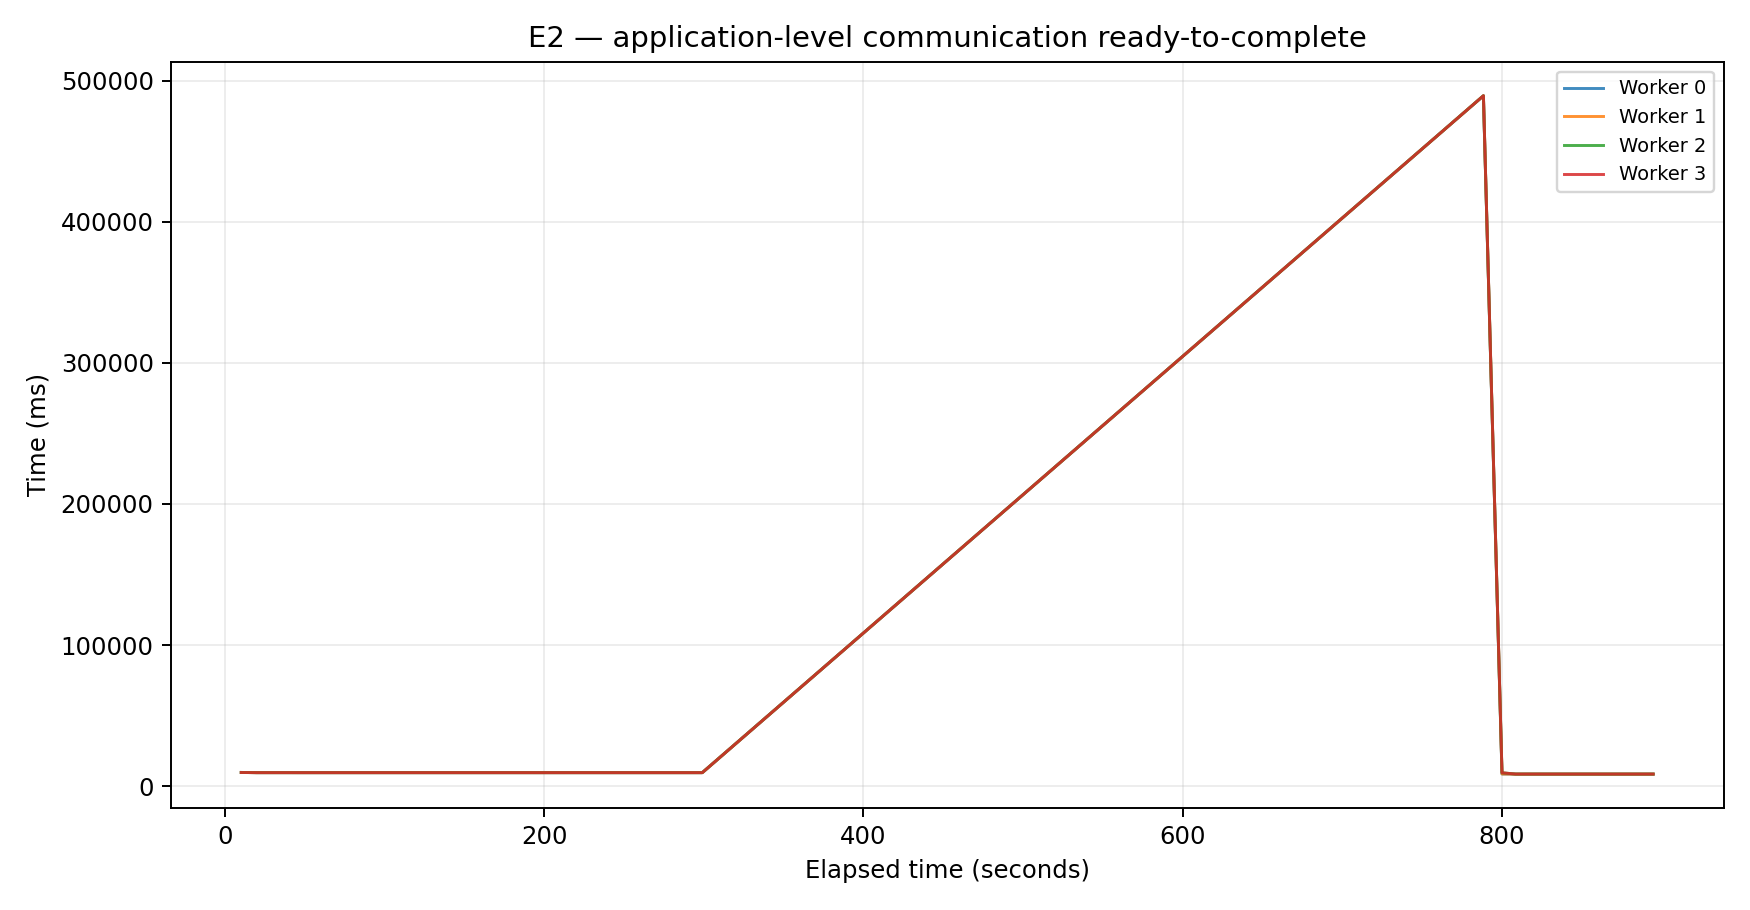 E2 — application-level communication ready-to-complete
Worker 0
Worker 1
Worker 2
Worker 3
Time (ms)
500000
400000
300000
200000
100000
0
0 200 400 600 800
Elapsed time (seconds)